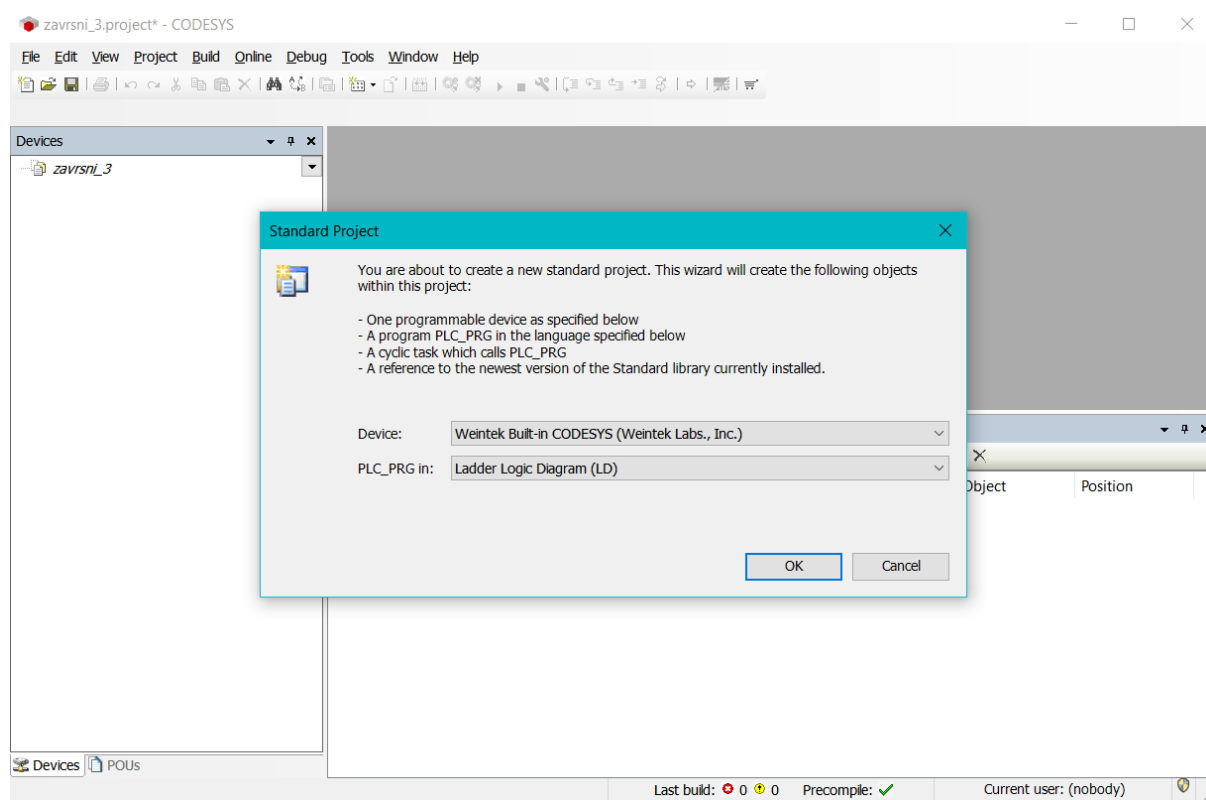 zavrsni_3.project* - CODESYS
File Edit View Project Build Online Debug Tools Window Help
Devices
zavrsni_3
Standard Project
You are about to create a new standard project. This wizard will create the following objects
within this project:
- One programmable device as specified below
- A program PLC_PRG in the language specified below
- A cyclic task which calls PLC_PRG
- A reference to the newest version of the Standard library currently installed.
Device: Weintek Built-in CODESYS (Weintek Labs., Inc.)
PLC_PRG in: Ladder Logic Diagram (LD)
Object Position
OK Cancel
Devices POUs
Last build: 0 0 Precompile: Current user: (nobody)